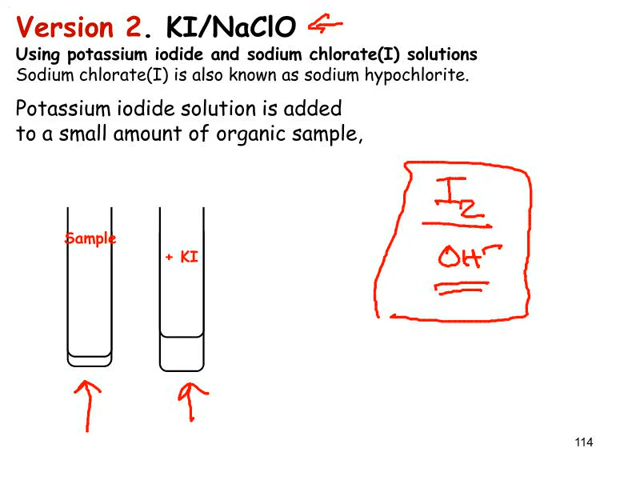 Version 2. KI/NaClO
Using potassium iodide and sodium chlorate(I) solutions
Sodium chlorate(I) is also known as sodium hypochlorite.
Potassium iodide solution is added
to a small amount of organic sample,
I₂
OH⁻
Sample
+ KI
114